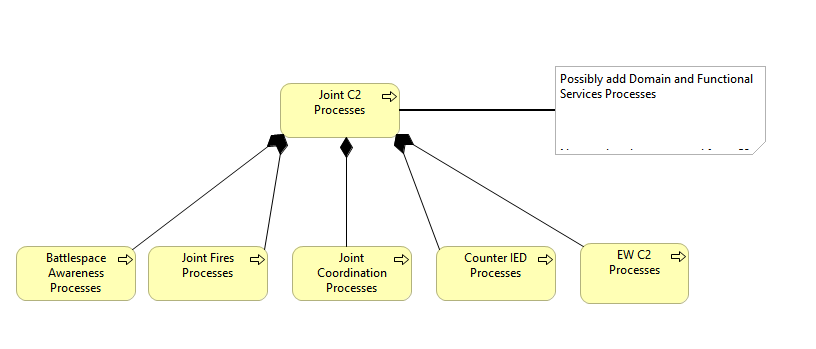 Joint C2
Processes
Possibly add Domain and Functional
Services Processes
Battlespace
Awareness
Processes
Joint Fires
Processes
Joint
Coordination
Processes
Counter IED
Processes
EW C2
Processes